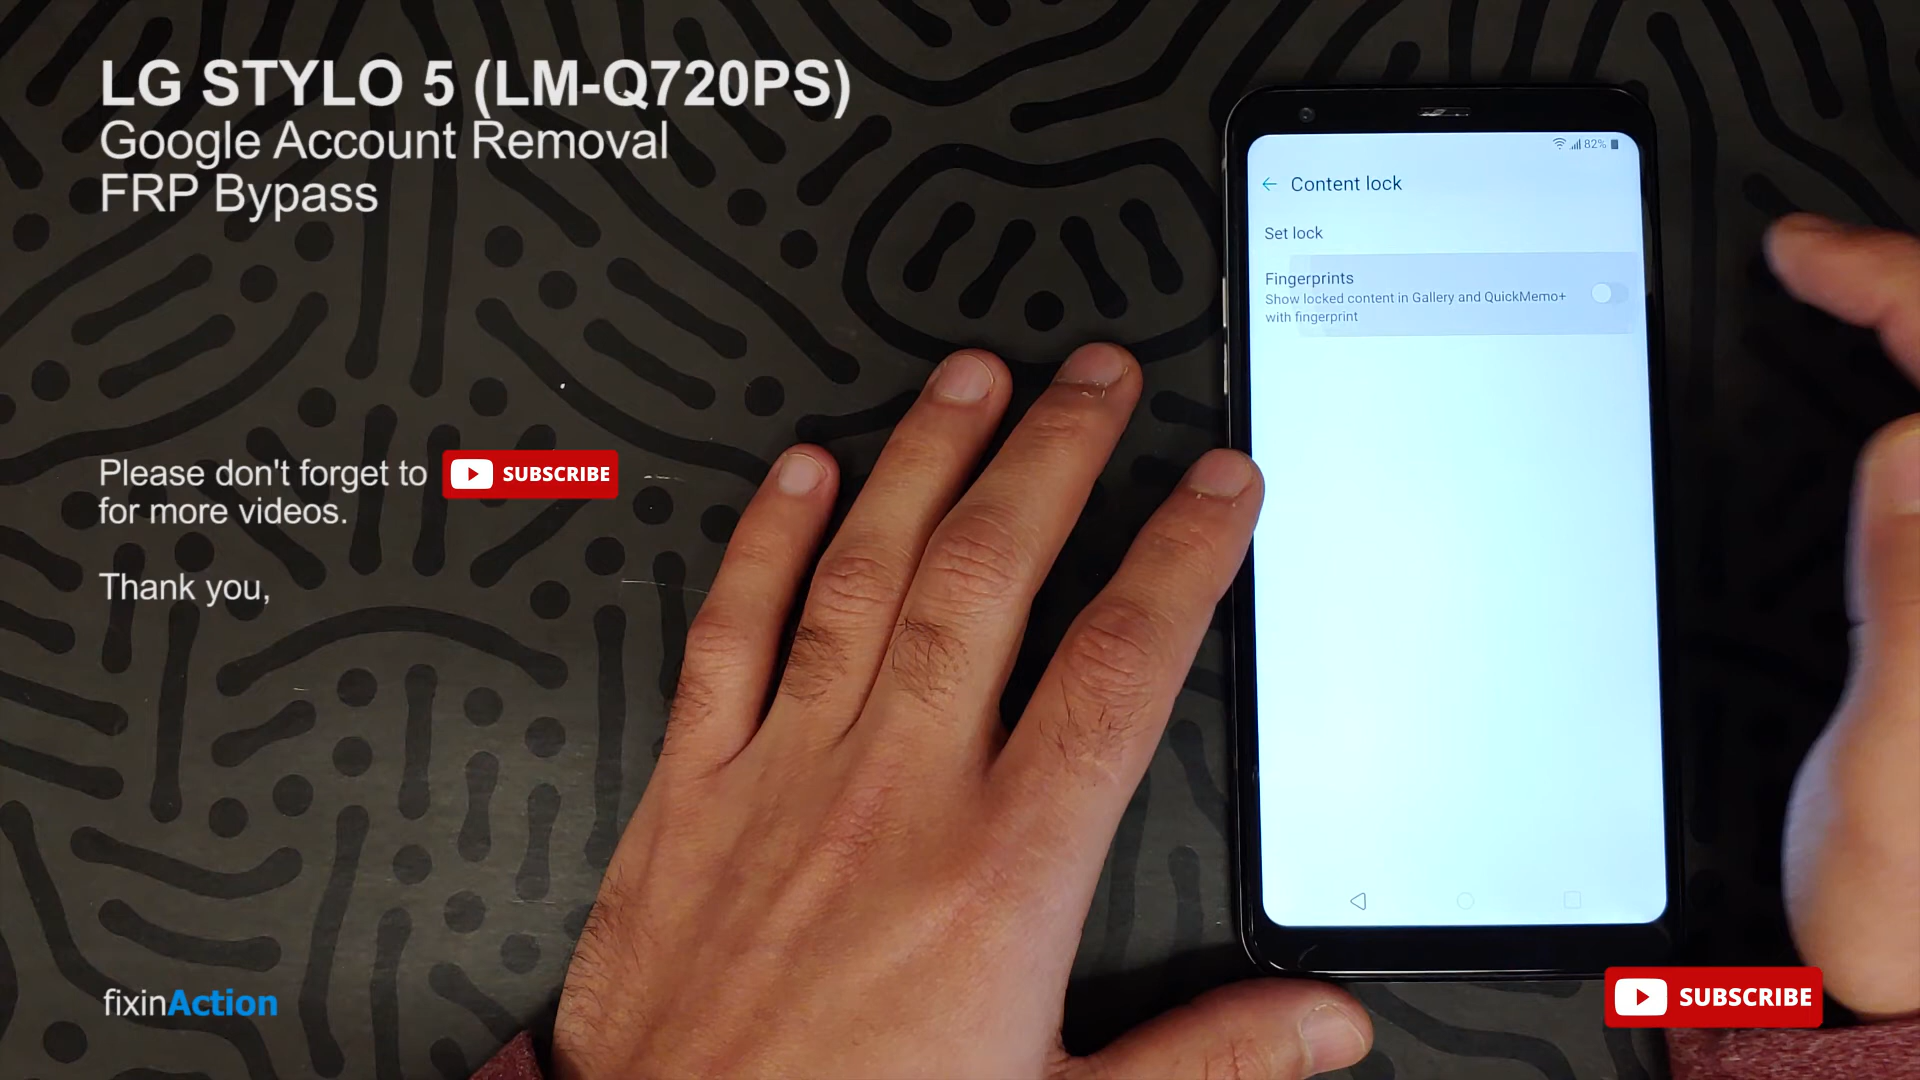 LG STYLO 5 (LM-Q720PS)
Google Account Removal
FRP Bypass
Please don't forget to SUBSCRIBE
for more videos.
Thank you,
fixinAction
82%
Content lock
Set lock
Fingerprints
Show locked content in Gallery and QuickMemo+
with fingerprint
SUBSCRIBE